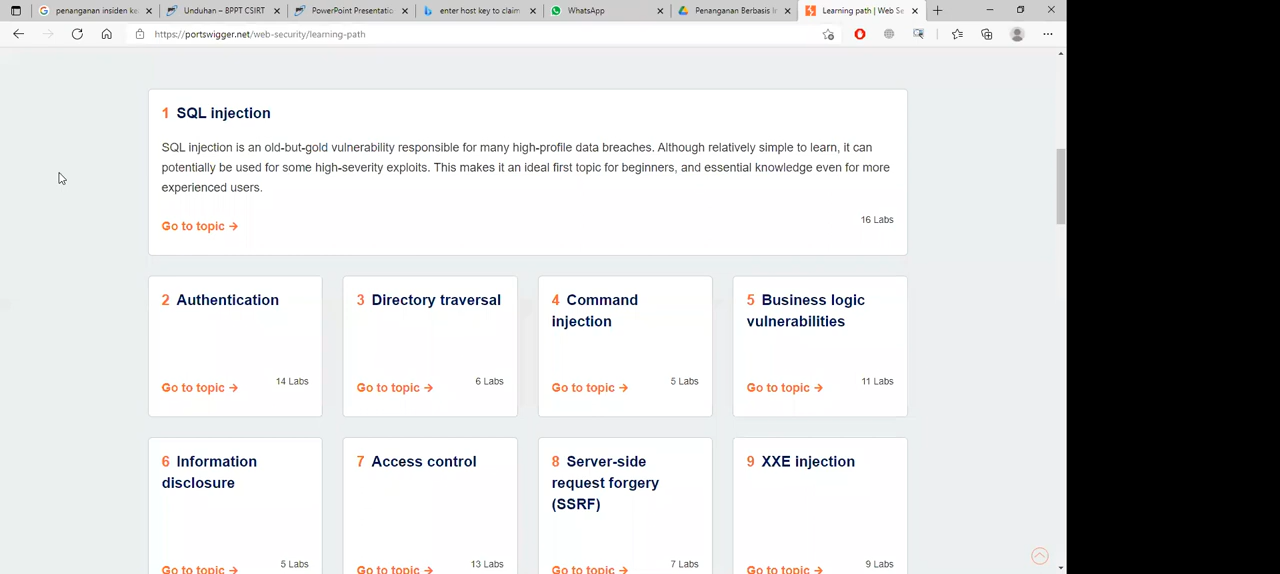 penanganan insiden ke
Unduhan – BPPT CSIRT
PowerPoint Presentatio
enter host key to claim
WhatsApp
Penanganan Berbasis In
Learning path | Web Se
https://portswigger.net/web-security/learning-path
1 SQL injection
SQL injection is an old-but-gold vulnerability responsible for many high-profile data breaches. Although relatively simple to learn, it can
potentially be used for some high-severity exploits. This makes it an ideal first topic for beginners, and essential knowledge even for more
experienced users.
Go to topic →
16 Labs
2 Authentication
Go to topic →
14 Labs
3 Directory traversal
Go to topic →
6 Labs
4 Command
injection
Go to topic →
5 Labs
5 Business logic
vulnerabilities
Go to topic →
11 Labs
6 Information
disclosure
Go to topic →
5 Labs
7 Access control
Go to topic →
13 Labs
8 Server-side
request forgery
(SSRF)
Go to topic →
7 Labs
9 XXE injection
Go to topic →
9 Labs